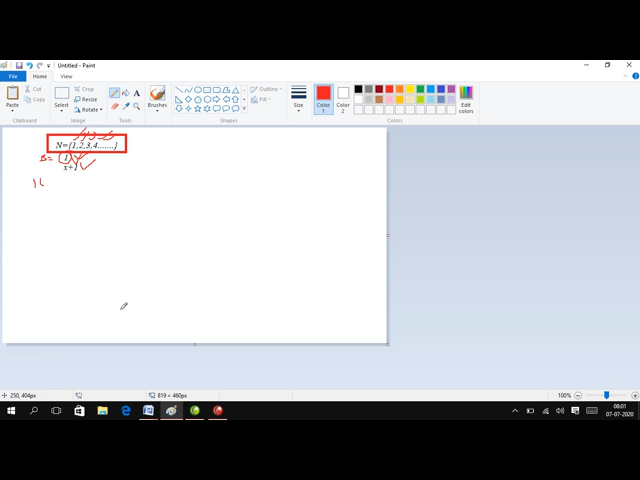 Untitled - Paint
File Home View
Paste
Cut
Copy
Clipboard
Select
Crop
Resize
Rotate
Image
Tools
Brushes
Shapes
Outline
Fill
Size
Color 1
Color 2
Edit colors
Colors
N={1,2,3,4.......}
B= 1
x+1
250, 404px
819 × 460px
100%
08:01
07-07-2020